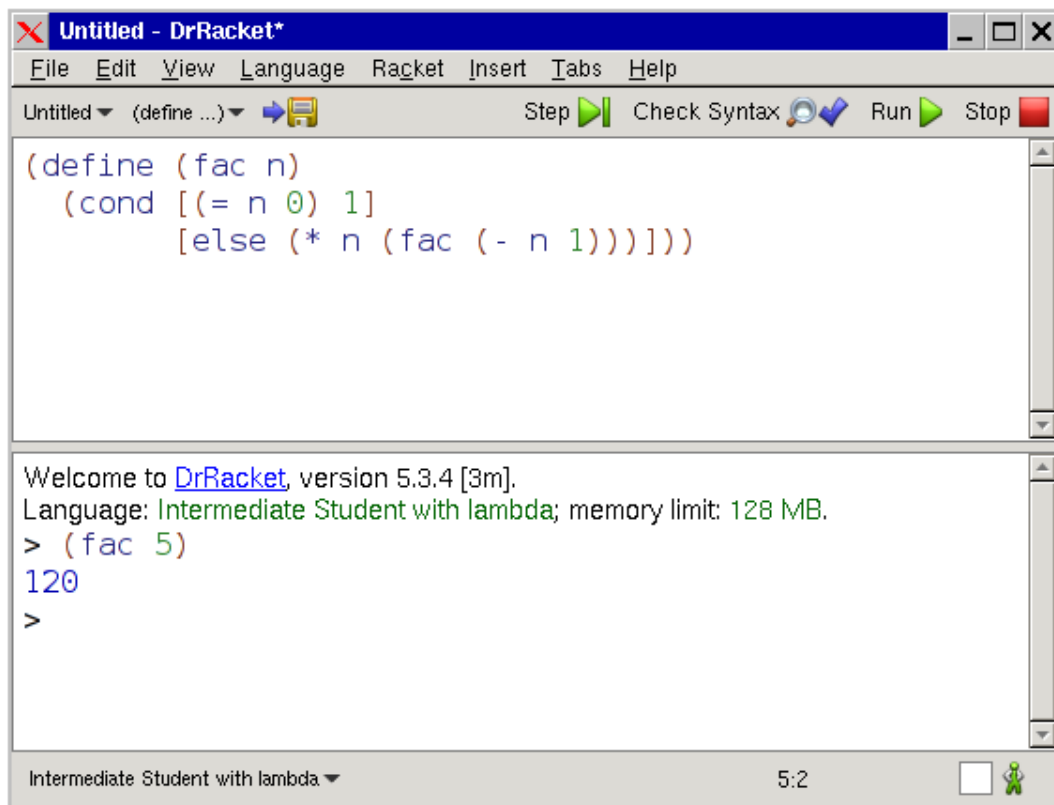 Untitled - DrRacket*
File Edit View Language Racket Insert Tabs Help
Untitled (define ...) Step Check Syntax Run Stop
(define (fac n)
  (cond [(= n 0) 1]
        [else (* n (fac (- n 1)))]))
Welcome to DrRacket, version 5.3.4 [3m].
Language: Intermediate Student with lambda; memory limit: 128 MB.
> (fac 5)
120
>
Intermediate Student with lambda 5:2